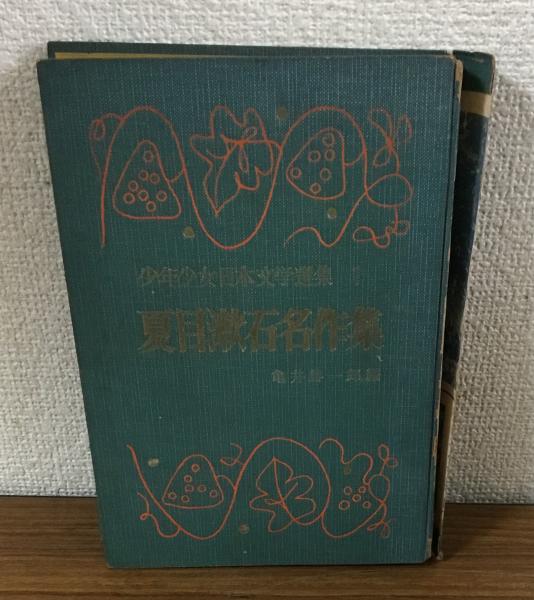 少年少女日本文学選集 1
夏目漱石名作集
亀井勝一郎編